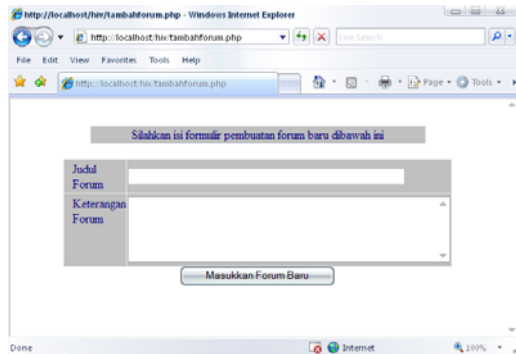 http://localhost/hiv/tambahforum.php - Windows Internet Explorer
http://localhost/hiv/tambahforum.php
Live Search
File Edit View Favorites Tools Help
http://localhost/hiv/tambahforum.php
Page Tools
Silahkan isi formulir pembuatan forum baru dibawah ini
Judul
Forum
Keterangan
Forum
Masukkan Forum Baru
Done
Internet
100%